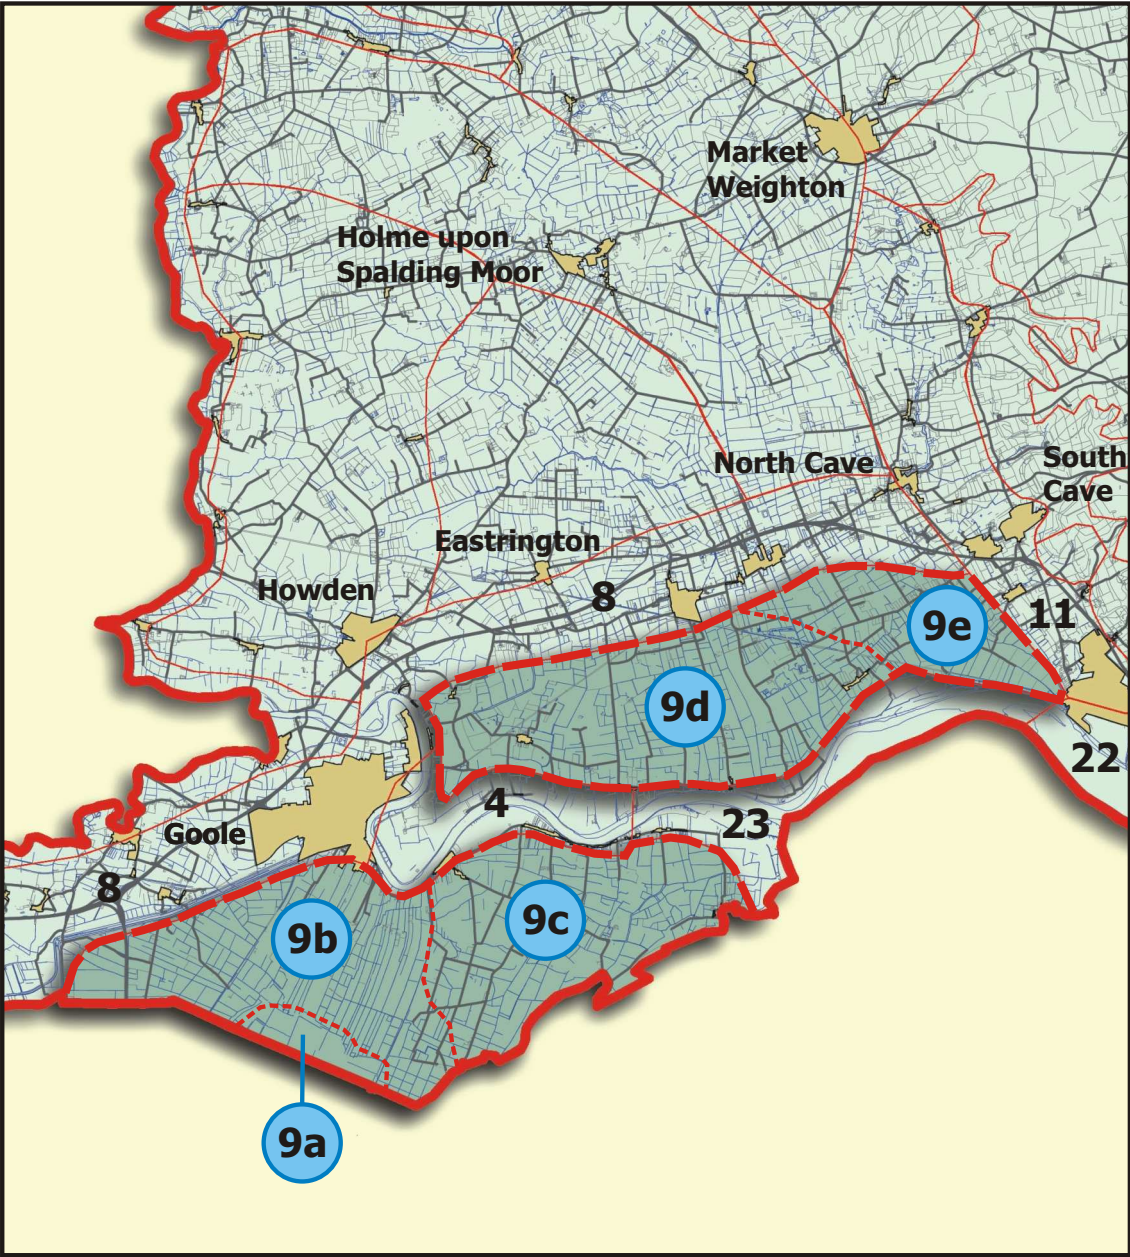 Market
Weighton
Holme upon
Spalding Moor
North Cave
South
Cave
Eastrington
Howden
8
11
9e
9d
22
4
23
Goole
8
9c
9b
9a